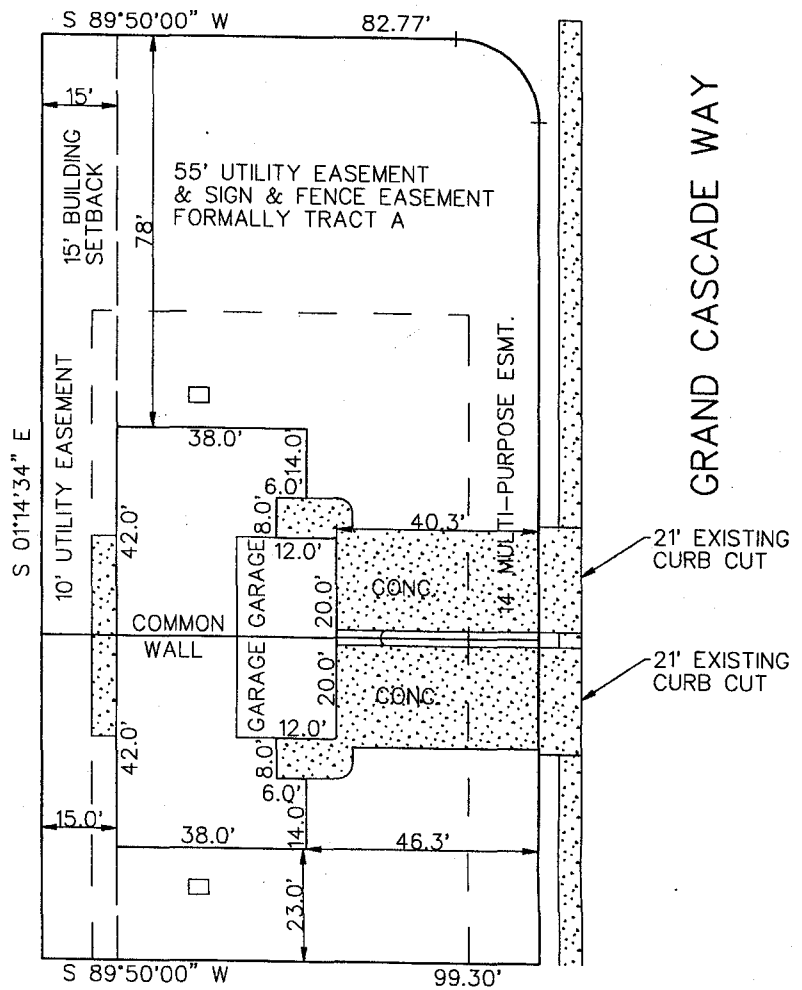 S 89°50'00" W
82.77'
15'
15' BUILDING
SETBACK
78'
55' UTILITY EASEMENT
& SIGN & FENCE EASEMENT
FORMALLY TRACT A
GRAND CASCADE WAY
S 01°14'34" E
10' UTILITY EASEMENT
14' MULTI-PURPOSE ESMT.
38.0'
14.0'
6.0'
8.0'
42.0'
12.0'
40.3'
GARAGE
20.0'
CONC.
21' EXISTING
CURB CUT
COMMON
WALL
GARAGE
20.0'
CONC.
21' EXISTING
CURB CUT
12.0'
42.0'
8.0'
6.0'
14.0'
15.0'
38.0'
46.3'
23.0'
S 89°50'00" W
99.30'